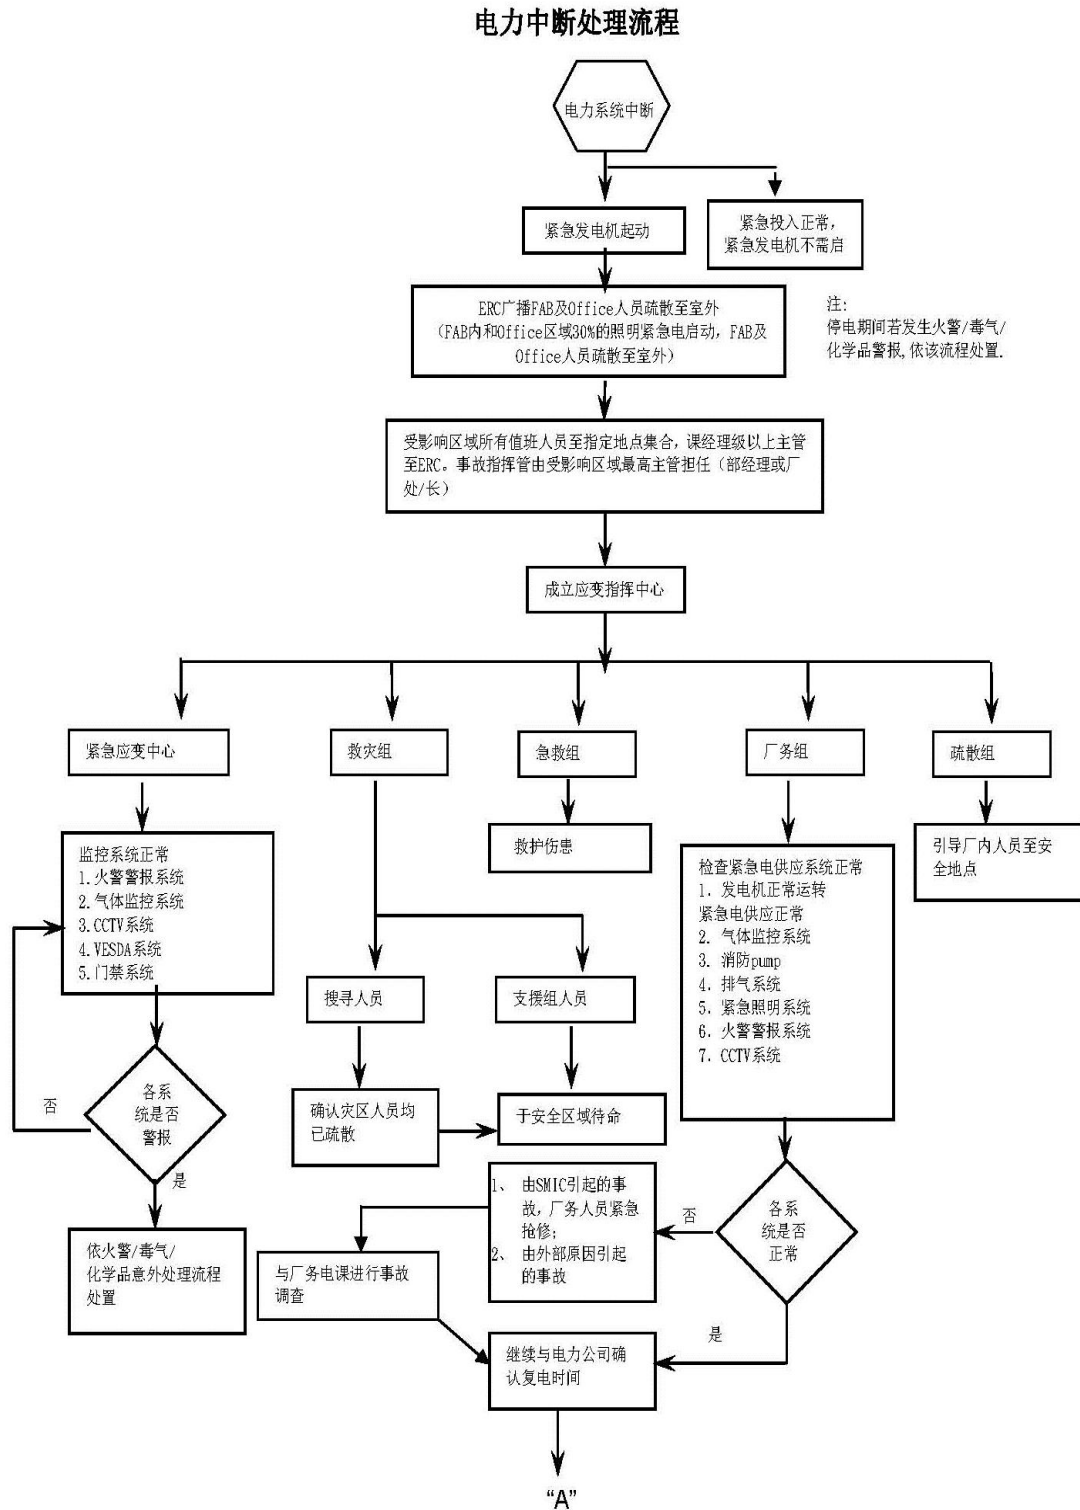 电力中断处理流程
电力系统中断
紧急发电机起动
紧急投入正常，
紧急发电机不需启
ERC广播FAB及Office人员疏散至室外
（FAB内和Office区域30%的照明紧急电启动，FAB及
Office人员疏散至室外）
注:
停电期间若发生火警/毒气/
化学品警报,依该流程处置.
受影响区域所有值班人员至指定地点集合，课经理级以上主管
至ERC。事故指挥管由受影响区域最高主管担任（部经理或厂
处/长）
成立应变指挥中心
紧急应变中心
救灾组
急救组
厂务组
疏散组
监控系统正常
1.火警警报系统
2.气体监控系统
3.CCTV系统
4.VESDA系统
5.门禁系统
救护伤患
检查紧急电供应系统正常
1. 发电机正常运转
紧急电供应正常
2. 气体监控系统
3. 消防pump
4. 排气系统
5. 紧急照明系统
6. 火警警报系统
7. CCTV系统
引导厂内人员至安
全地点
搜寻人员
支援组人员
各系
统是否
警报
否
是
确认灾区人员均
已疏散
于安全区域待命
依火警/毒气/
化学品意外处理流程
处置
1、 由SMIC引起的事
故，厂务人员紧急
抢修;
2、 由外部原因引起
的事故
否
各系
统是否
正常
是
与厂务电课进行事故
调查
继续与电力公司确
认复电时间
“A”